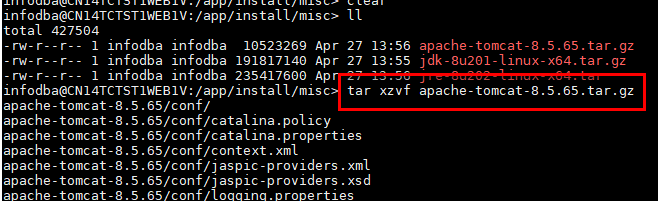 infodba@CN14TCTST1WEB1V:/app/install/misc> clear
infodba@CN14TCTST1WEB1V:/app/install/misc> ll
total 427504
-rw-r--r-- 1 infodba infodba  10523269 Apr 27 13:56 apache-tomcat-8.5.65.tar.gz
-rw-r--r-- 1 infodba infodba 191817140 Apr 27 13:55 jdk-8u201-linux-x64.tar.gz
-rw-r--r-- 1 infodba infodba 235417600 Apr 27 13:56 jre-8u202-linux-x64.tar
infodba@CN14TCTST1WEB1V:/app/install/misc> tar xzvf apache-tomcat-8.5.65.tar.gz
apache-tomcat-8.5.65/conf/
apache-tomcat-8.5.65/conf/catalina.policy
apache-tomcat-8.5.65/conf/catalina.properties
apache-tomcat-8.5.65/conf/context.xml
apache-tomcat-8.5.65/conf/jaspic-providers.xml
apache-tomcat-8.5.65/conf/jaspic-providers.xsd
apache-tomcat-8.5.65/conf/logging.properties